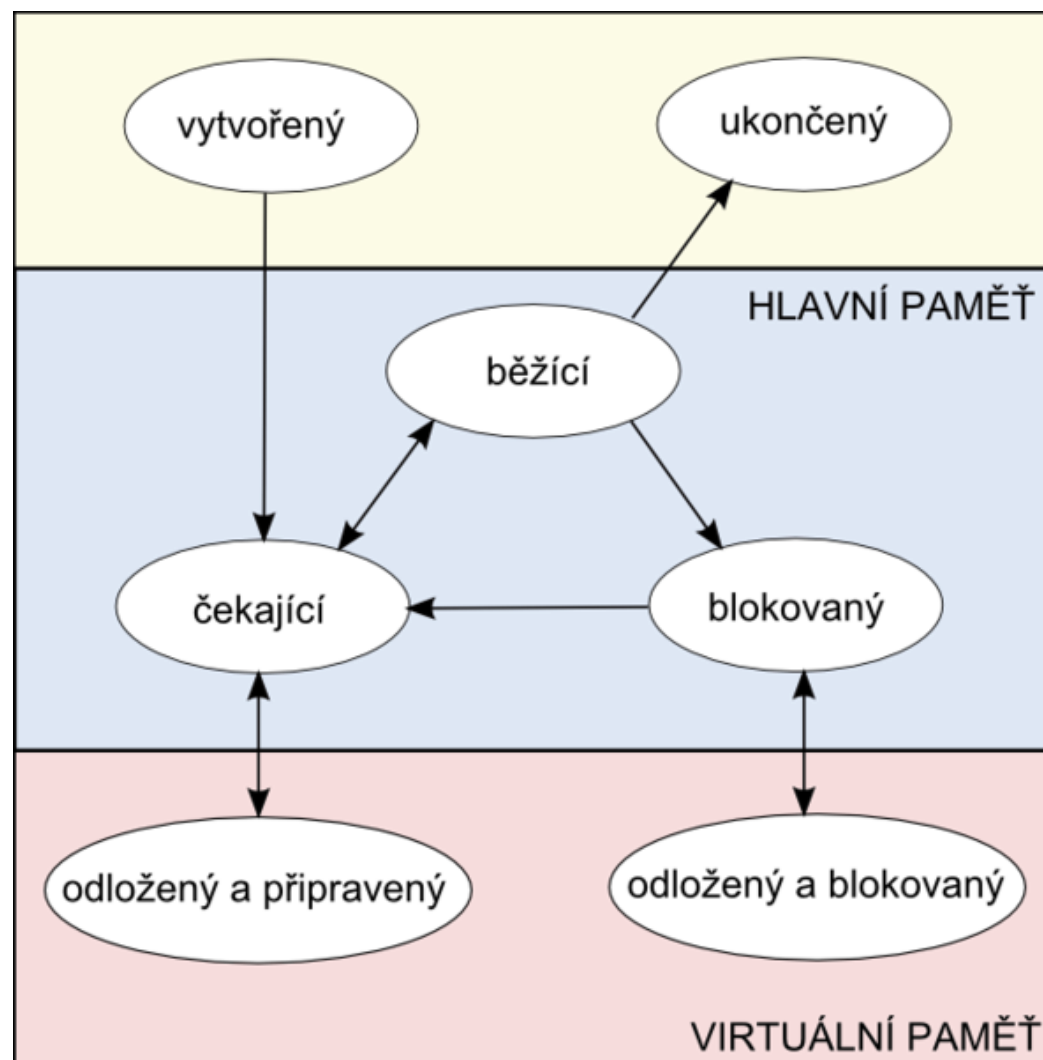 vytvořený
ukončený
HLAVNÍ PAMĚŤ
běžící
čekající
blokovaný
odložený a připravený
odložený a blokovaný
VIRTUÁLNÍ PAMĚŤ